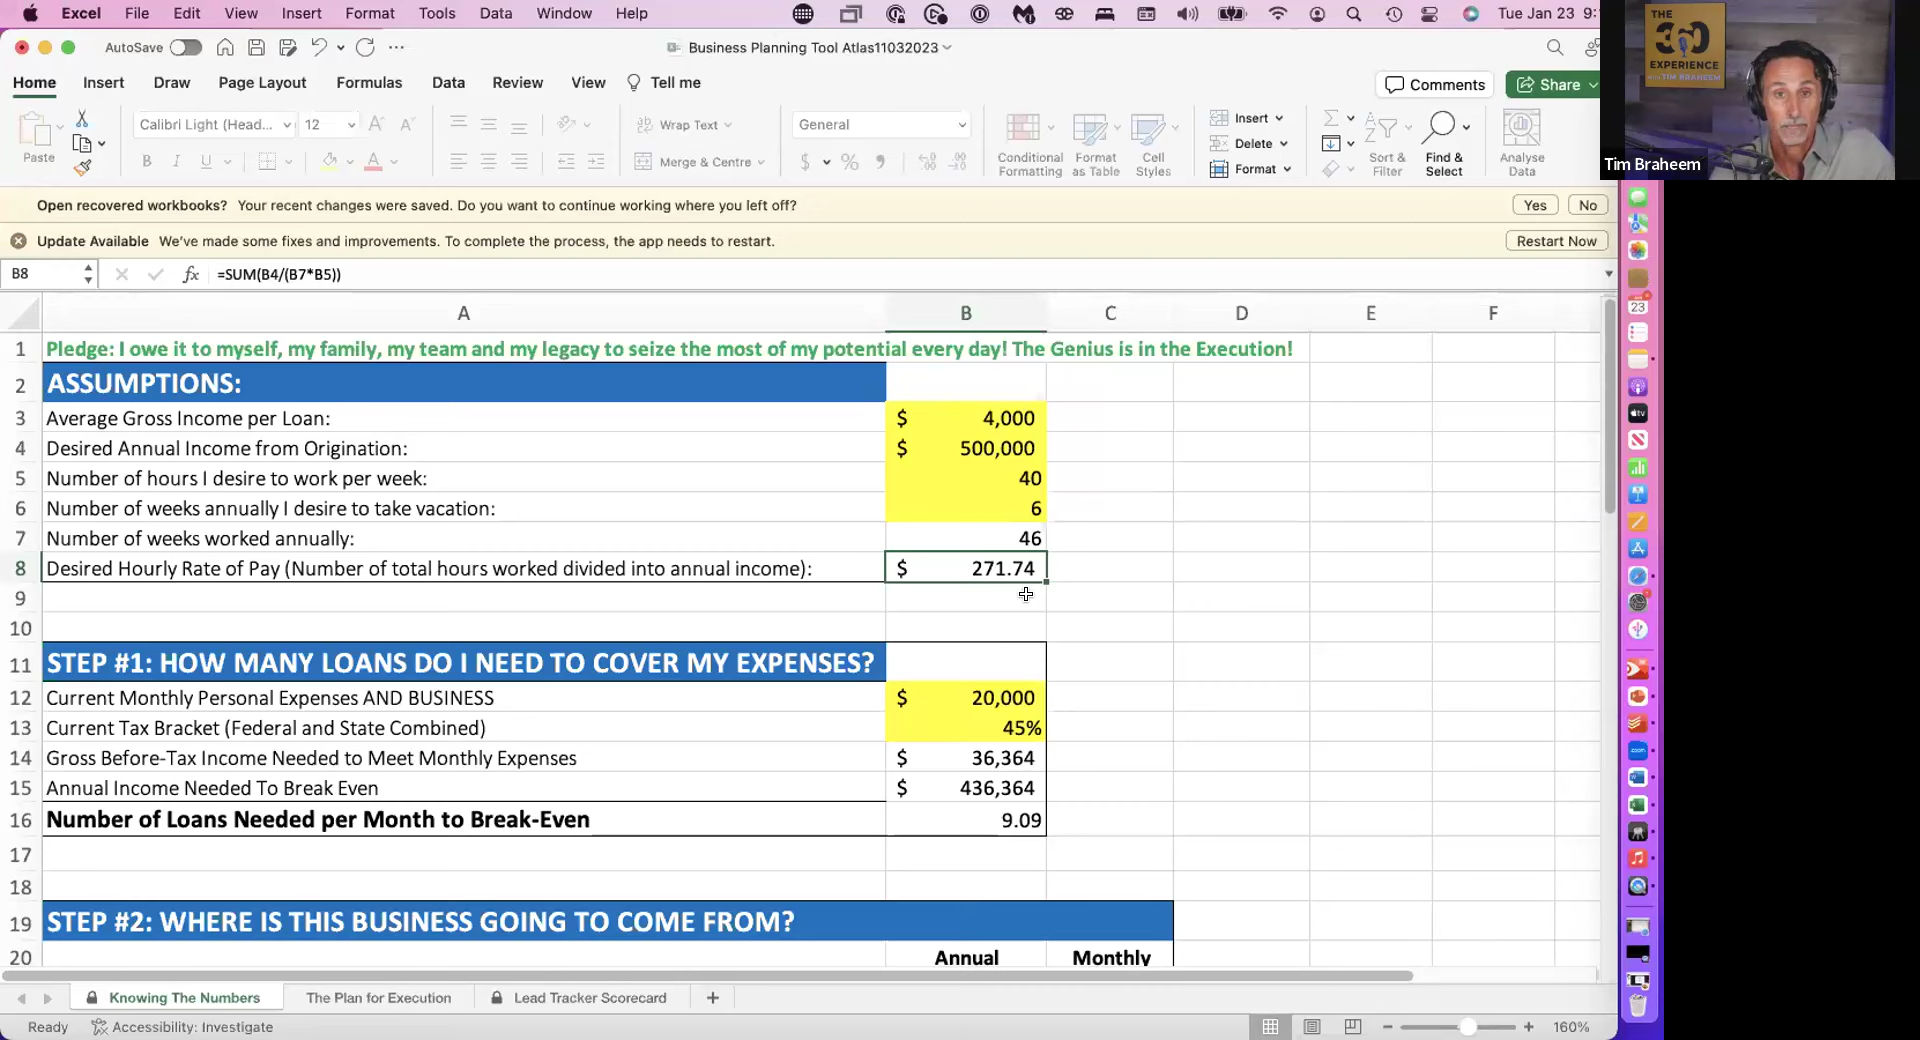 Excel File Edit View Insert Format Tools Data Window Help
Tue Jan 23 9:
AutoSave
Business Planning Tool Atlas11032023
Home Insert Draw Page Layout Formulas Data Review View Tell me
Comments
Share
Paste
Calibri Light (Head... 12
B I U
Wrap Text
Merge & Centre
General
$ % 9
Conditional Formatting
Format as Table
Cell Styles
Insert
Delete
Format
Sort & Filter
Find & Select
Analyse Data
THE
360
EXPERIENCE
WITH TIM BRAHEEM
Tim Braheem
Open recovered workbooks? Your recent changes were saved. Do you want to continue working where you left off? Yes No
Update Available We've made some fixes and improvements. To complete the process, the app needs to restart. Restart Now
B8 fx =SUM(B4/(B7*B5))
A B C D E F
1 Pledge: I owe it to myself, my family, my team and my legacy to seize the most of my potential every day! The Genius is in the Execution!
2 ASSUMPTIONS:
3 Average Gross Income per Loan: $ 4,000
4 Desired Annual Income from Origination: $ 500,000
5 Number of hours I desire to work per week: 40
6 Number of weeks annually I desire to take vacation: 6
7 Number of weeks worked annually: 46
8 Desired Hourly Rate of Pay (Number of total hours worked divided into annual income): $ 271.74
9
10
11 STEP #1: HOW MANY LOANS DO I NEED TO COVER MY EXPENSES?
12 Current Monthly Personal Expenses AND BUSINESS $ 20,000
13 Current Tax Bracket (Federal and State Combined) 45%
14 Gross Before-Tax Income Needed to Meet Monthly Expenses $ 36,364
15 Annual Income Needed To Break Even $ 436,364
16 Number of Loans Needed per Month to Break-Even 9.09
17
18
19 STEP #2: WHERE IS THIS BUSINESS GOING TO COME FROM?
20 Annual Monthly
Knowing The Numbers The Plan for Execution Lead Tracker Scorecard +
Ready Accessibility: Investigate
160%